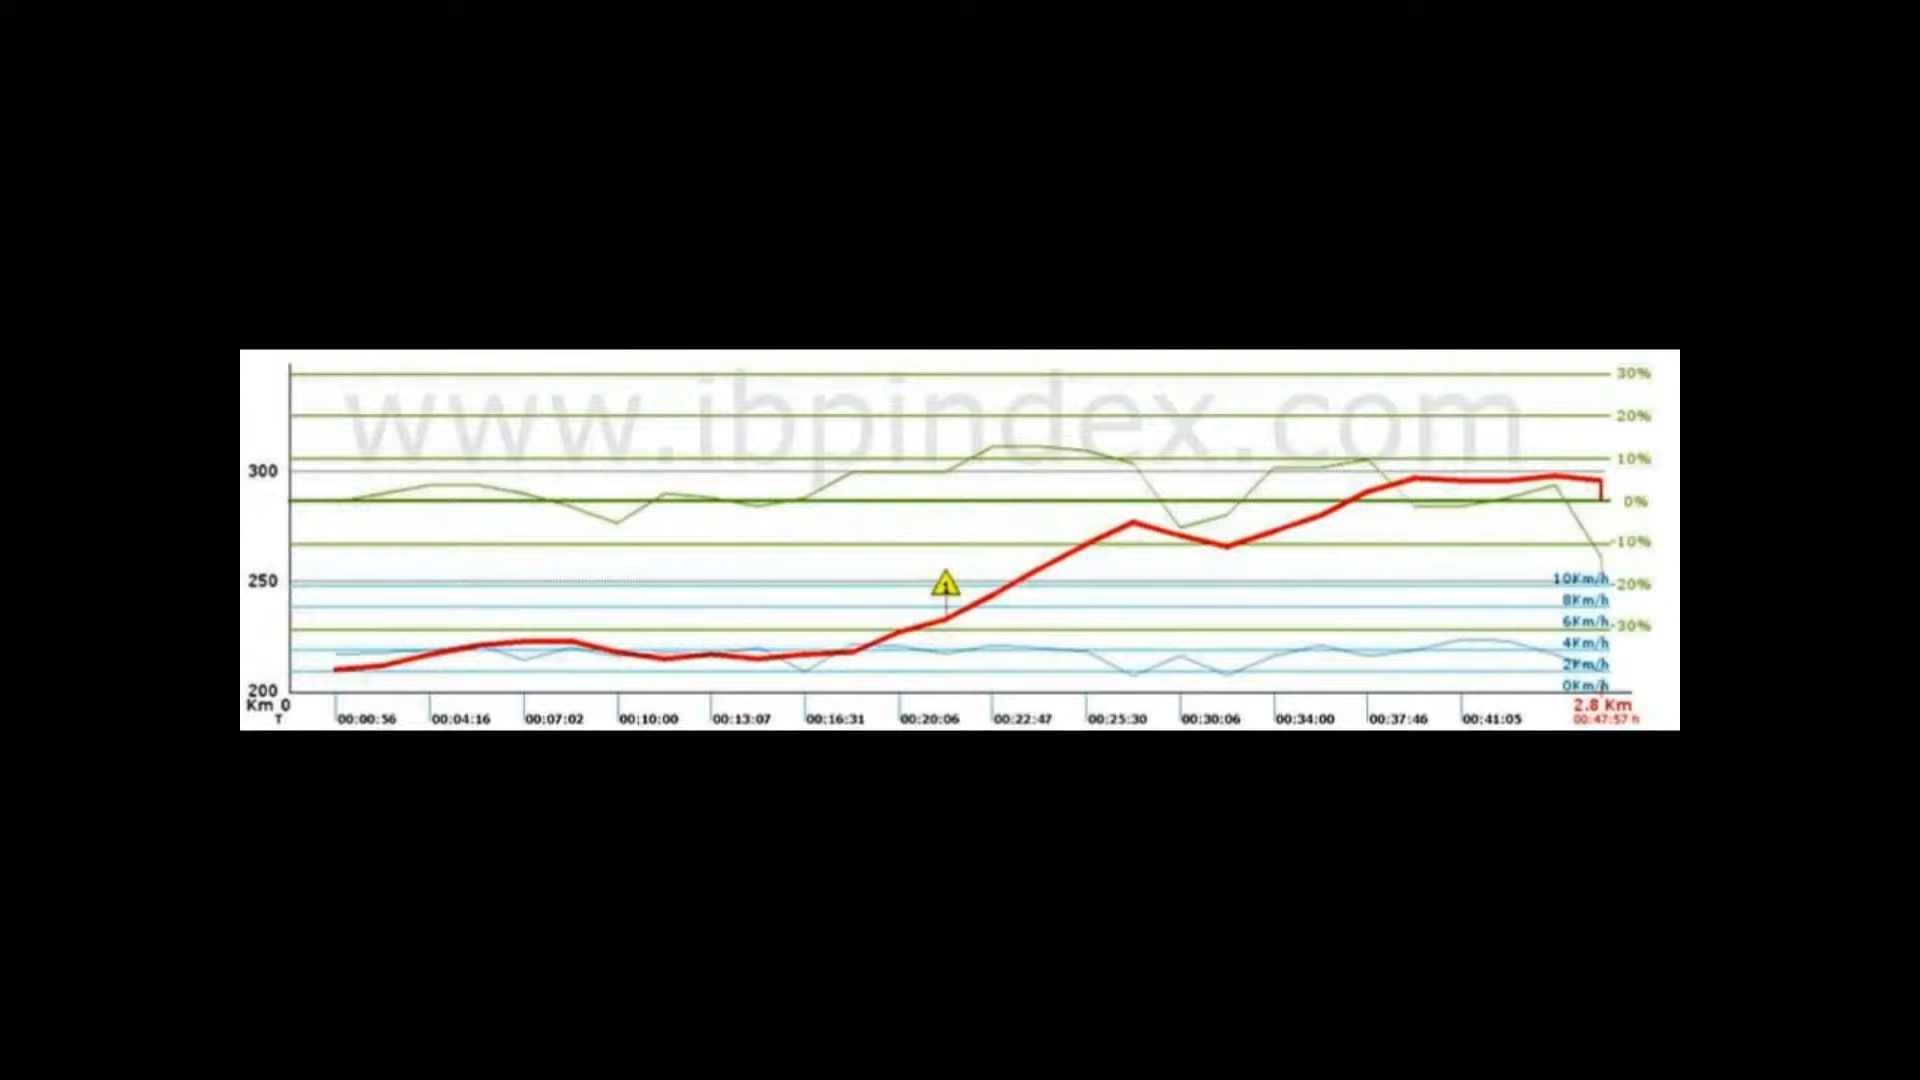 www.ibpindex.com
30%
20%
10%
300
0%
-10%
250
10Km/h
-20%
8Km/h
6Km/h
-30%
4Km/h
2Km/h
200
0Km/h
Km 0
2.8 Km
T 00:00:56 00:04:16 00:07:02 00:10:00 00:13:07 00:16:31 00:20:06 00:22:47 00:25:30 00:30:06 00:34:00 00:37:46 00:41:05 00:47:57 h
1